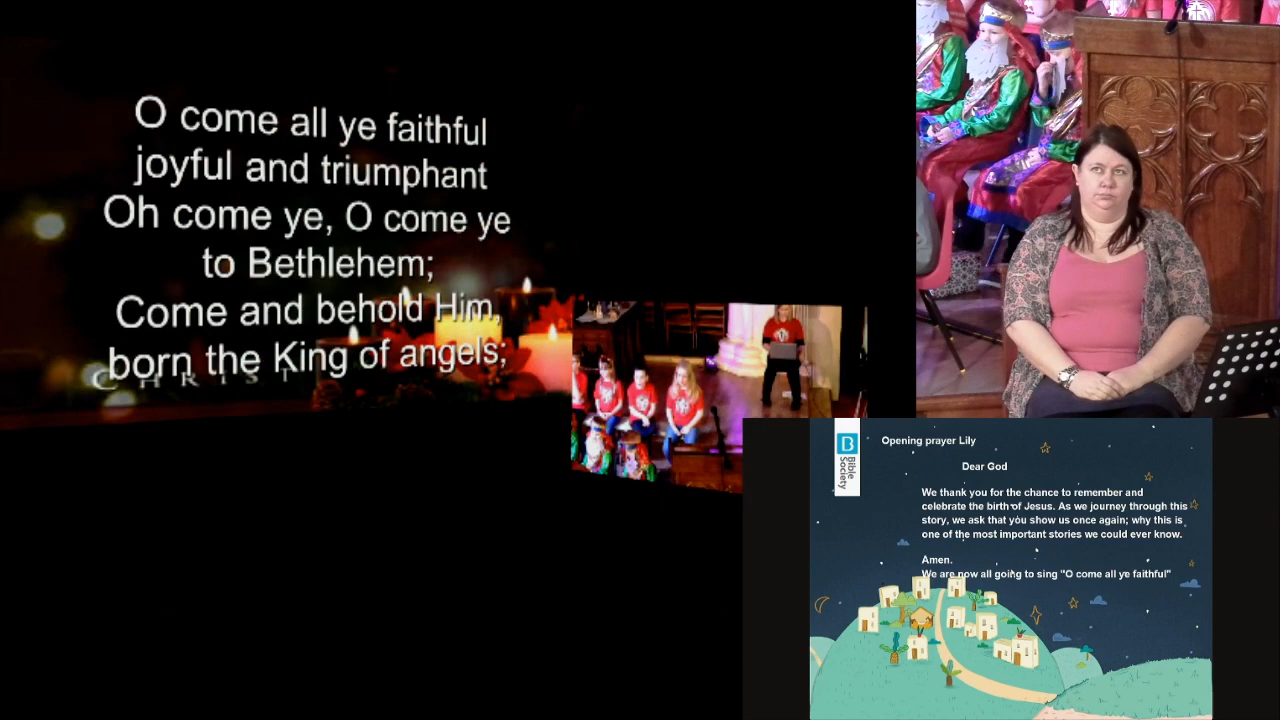 O come all ye faithful
joyful and triumphant
Oh come ye, O come ye
to Bethlehem;
Come and behold Him,
born the King of angels;
CHRIST
Bible
Society
Opening prayer Lily
Dear God
We thank you for the chance to remember and
celebrate the birth of Jesus. As we journey through this
story, we ask that you show us once again; why this is
one of the most important stories we could ever know.
Amen.
We are now all going to sing "O come all ye faithful"